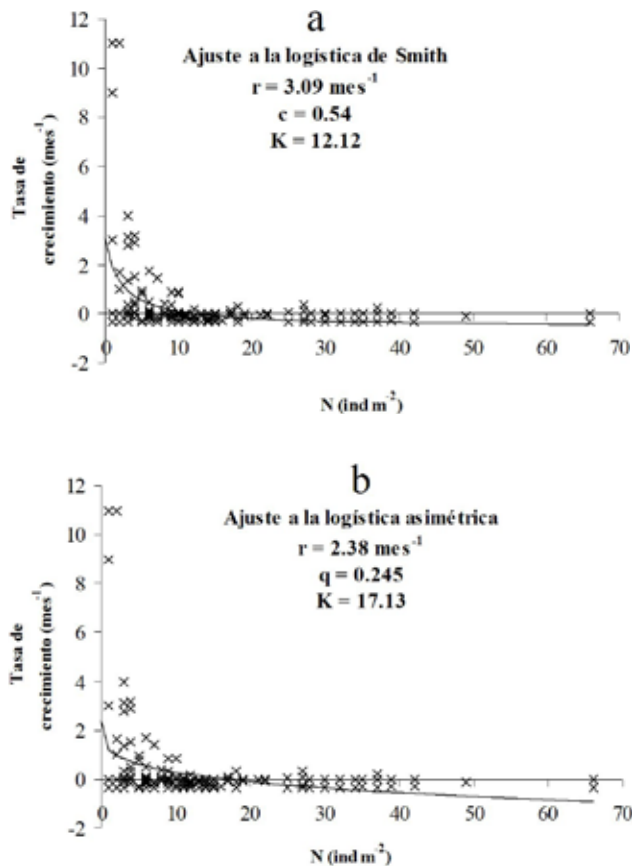 a
Ajuste a la logística de Smith
r = 3.09 mes⁻¹
c = 0.54
K = 12.12
Tasa de
crecimiento (mes⁻¹)
12
10
8
6
4
2
0
-2
0 10 20 30 40 50 60 70
N (ind m⁻²)
b
Ajuste a la logística asimétrica
r = 2.38 mes⁻¹
q = 0.245
K = 17.13
Tasa de
crecimiento (mes⁻¹)
12
10
8
6
4
2
0
-2
0 10 20 30 40 50 60 70
N (ind m⁻²)